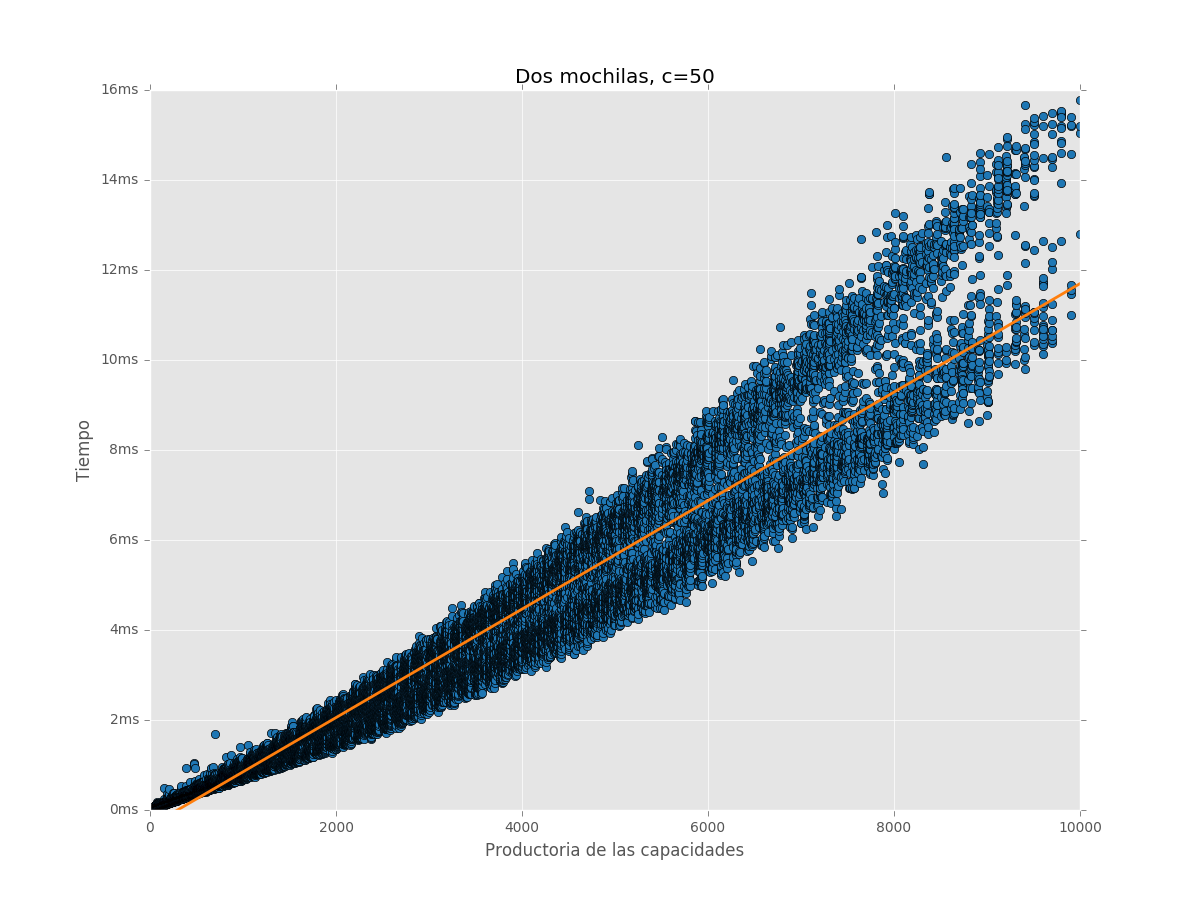 Dos mochilas, c=50
16ms
14ms
12ms
10ms
8ms
6ms
4ms
2ms
0ms
Tiempo
0 2000 4000 6000 8000 10000
Productoria de las capacidades